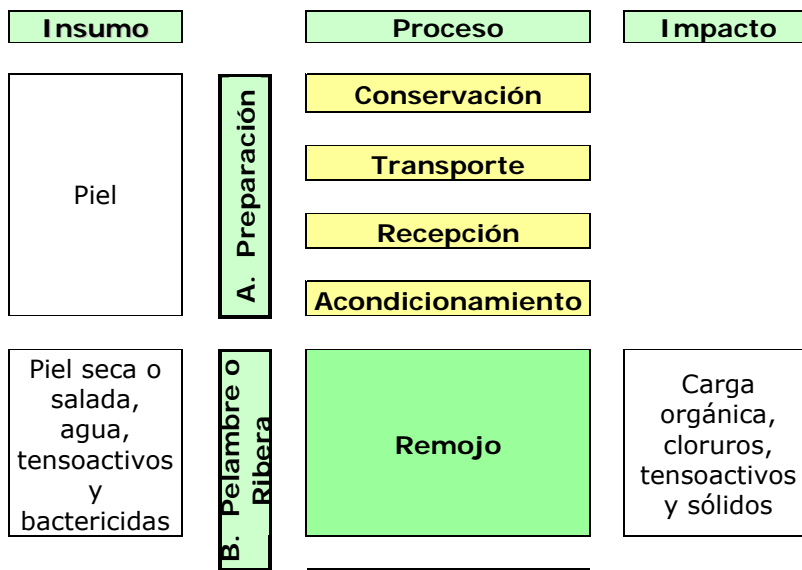 Insumo
Proceso
Impacto
Piel
A. Preparación
Conservación
Transporte
Recepción
Acondicionamiento
Piel seca o
salada,
agua,
tensoactivos
y
bactericidas
B. Pelambre o
Ribera
Remojo
Carga
orgánica,
cloruros,
tensoactivos
y sólidos